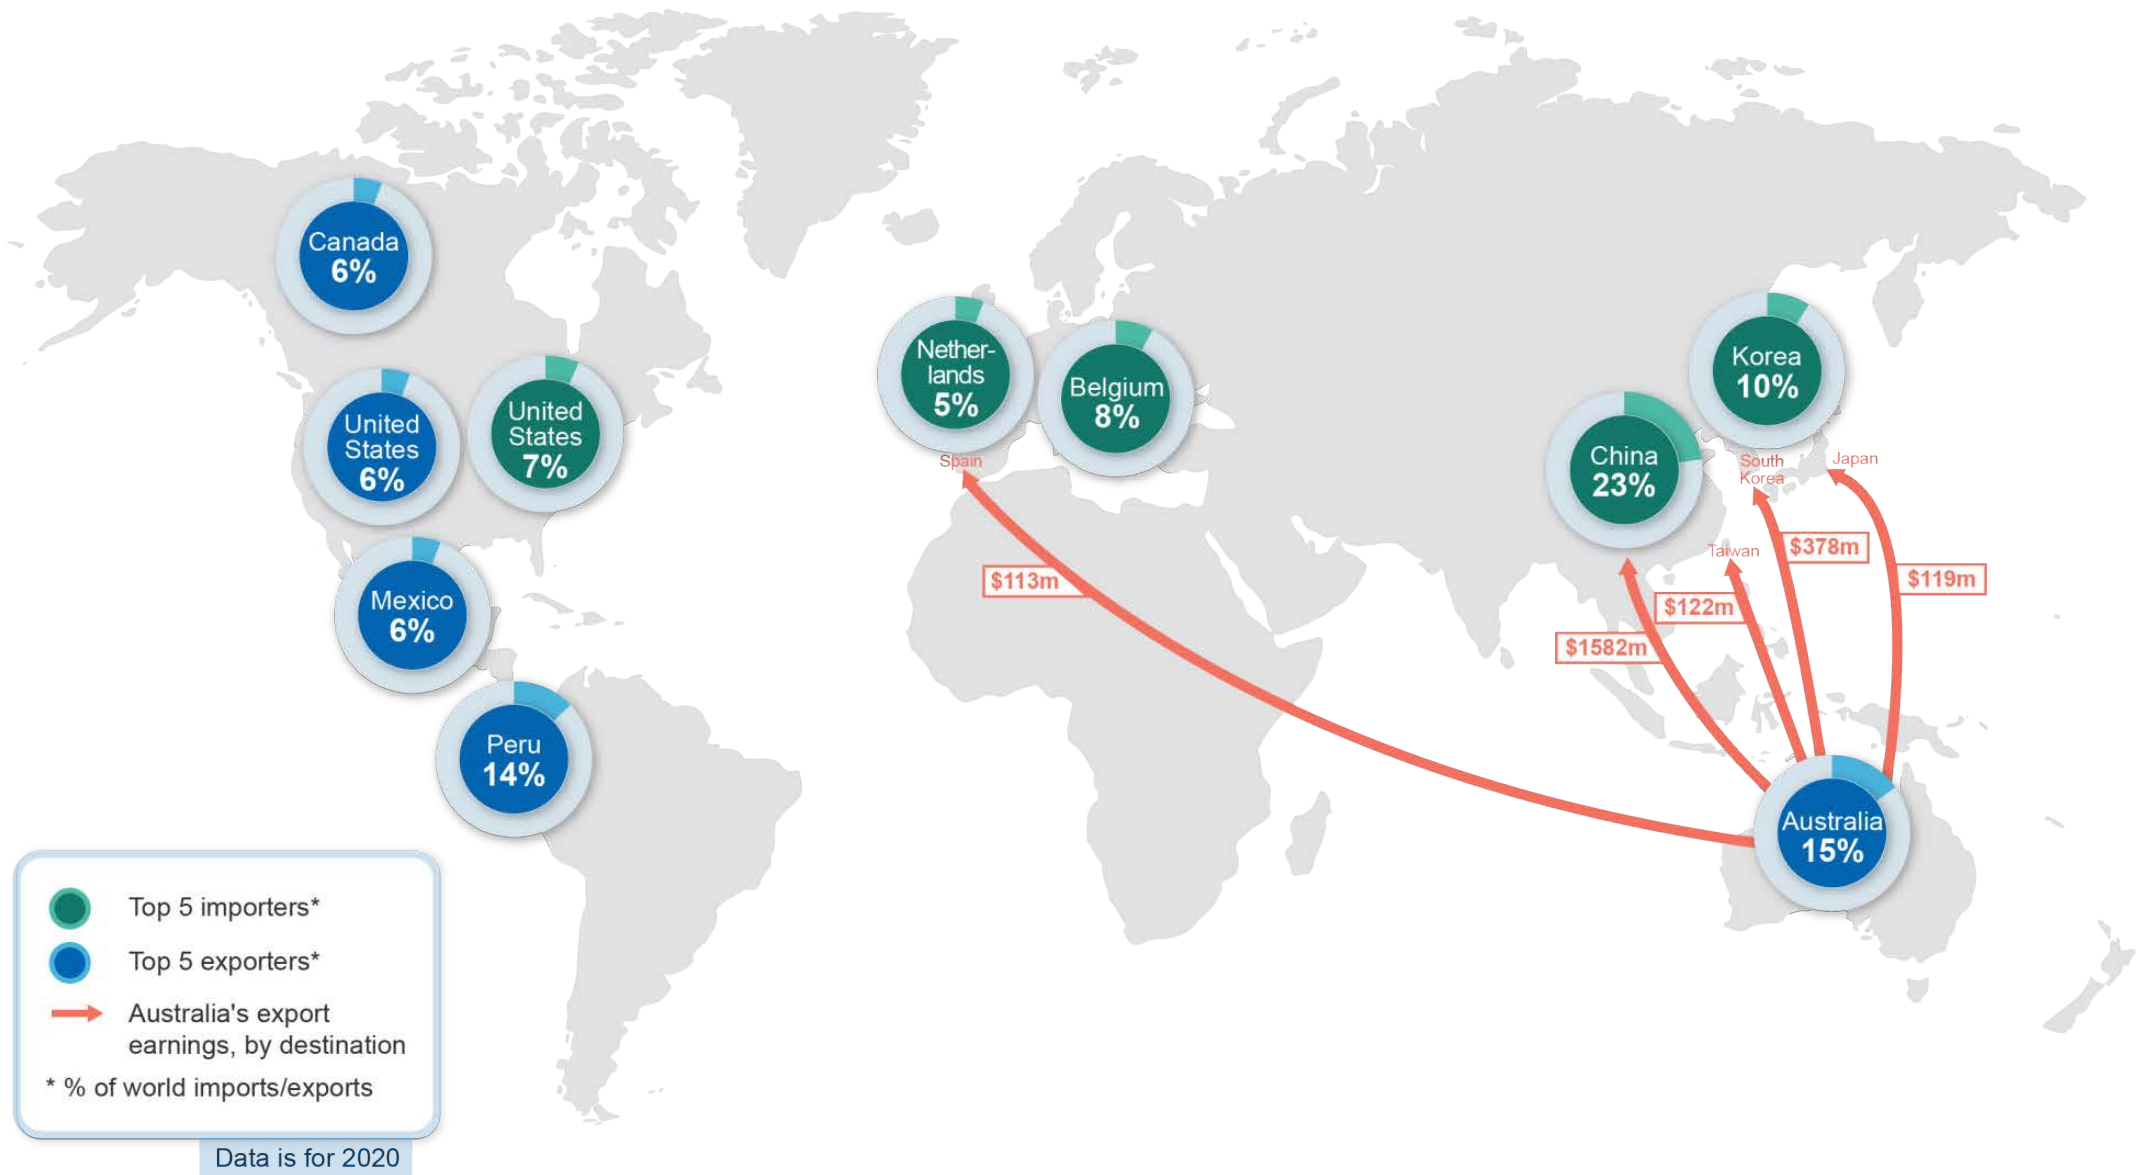 Canada
6%
United
States
6%
United
States
7%
Mexico
6%
Peru
14%
Nether-
lands
5%
Belgium
8%
Spain
$113m
Korea
10%
China
23%
South
Korea
Japan
Taiwan
$378m
$119m
$122m
$1582m
Australia
15%
Top 5 importers*
Top 5 exporters*
Australia's export
earnings, by destination
* % of world imports/exports
Data is for 2020